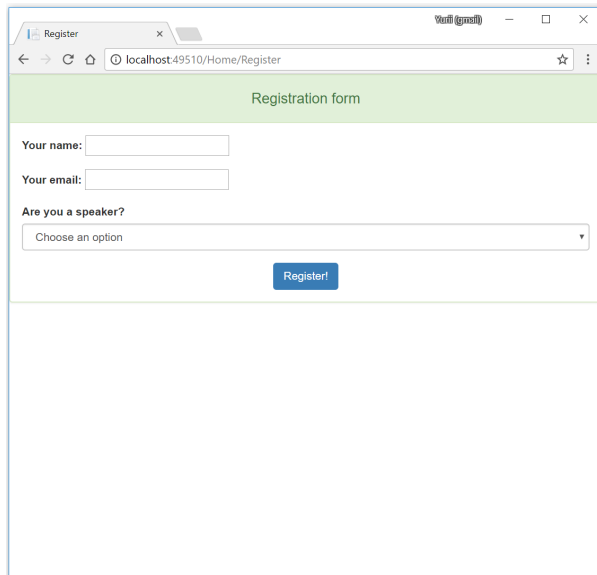 Yurii (gmail)
Register
localhost:49510/Home/Register
Registration form
Your name:
Your email:
Are you a speaker?
Choose an option
Register!